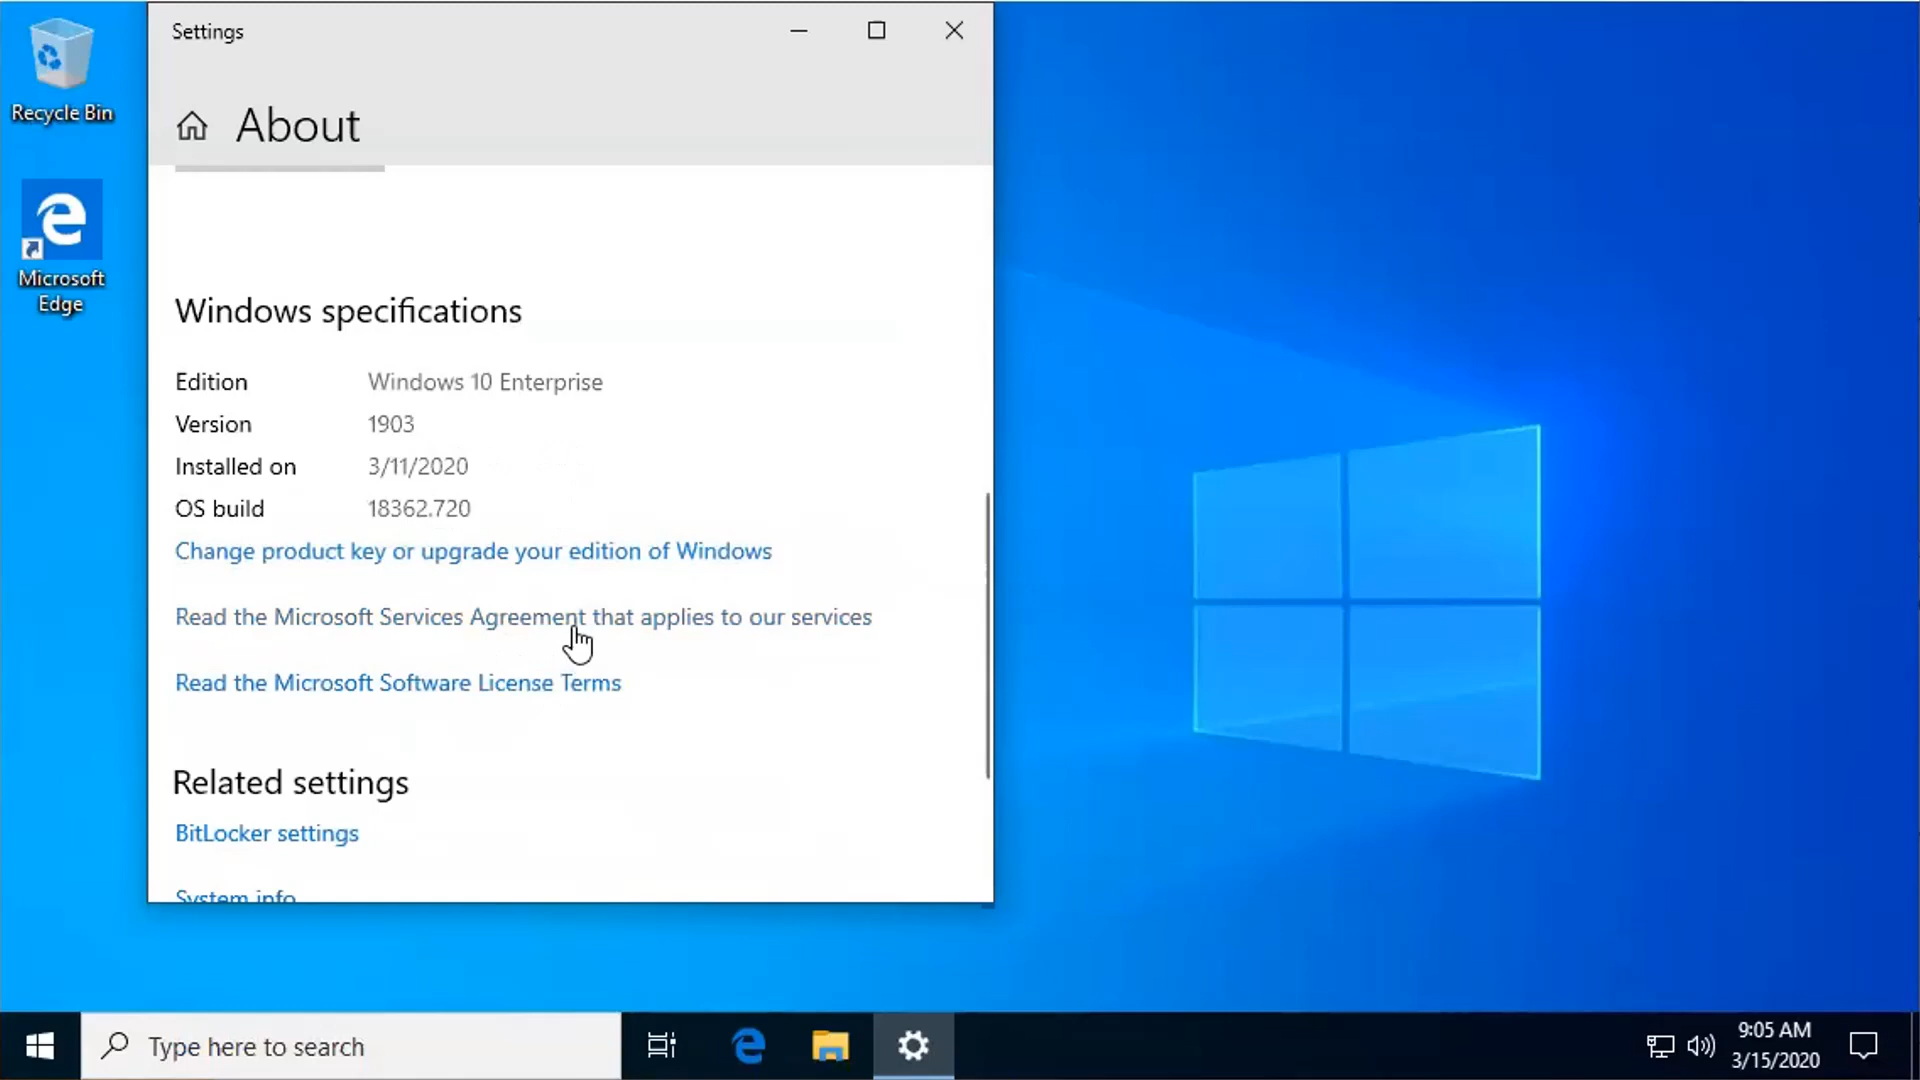 Settings
Recycle Bin
About
Microsoft
Edge
Windows specifications
Edition Windows 10 Enterprise
Version 1903
Installed on 3/11/2020
OS build 18362.720
Change product key or upgrade your edition of Windows
Read the Microsoft Services Agreement that applies to our services
Read the Microsoft Software License Terms
Related settings
BitLocker settings
System info
Type here to search
9:05 AM
3/15/2020